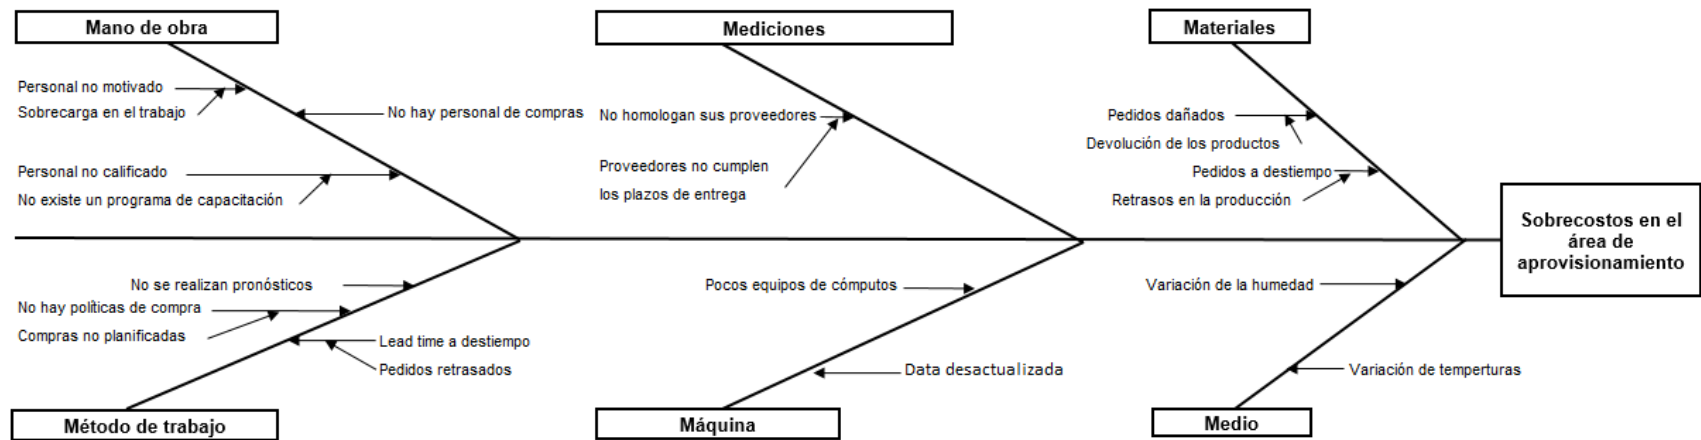 Mano de obra
Mediciones
Materiales
Personal no motivado
Sobrecarga en el trabajo
No hay personal de compras
Personal no calificado
No existe un programa de capacitación
No homologan sus proveedores
Proveedores no cumplen
los plazos de entrega
Pedidos dañados
Devolución de los productos
Pedidos a destiempo
Retrasos en la producción
Sobrecostos en el
área de
aprovisionamiento
No se realizan pronósticos
No hay políticas de compra
Compras no planificadas
Lead time a destiempo
Pedidos retrasados
Pocos equipos de cómputos
Data desactualizada
Variación de la humedad
Variación de temperturas
Método de trabajo
Máquina
Medio